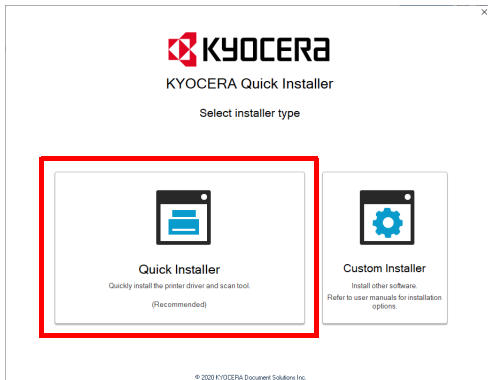 KYOCERA
KYOCERA Quick Installer
Select installer type
Quick Installer
Quickly install the printer driver and scan tool.
(Recommended)
Custom Installer
Install other software.
Refer to user manuals for installation
options.
© 2020 KYOCERA Document Solutions Inc.